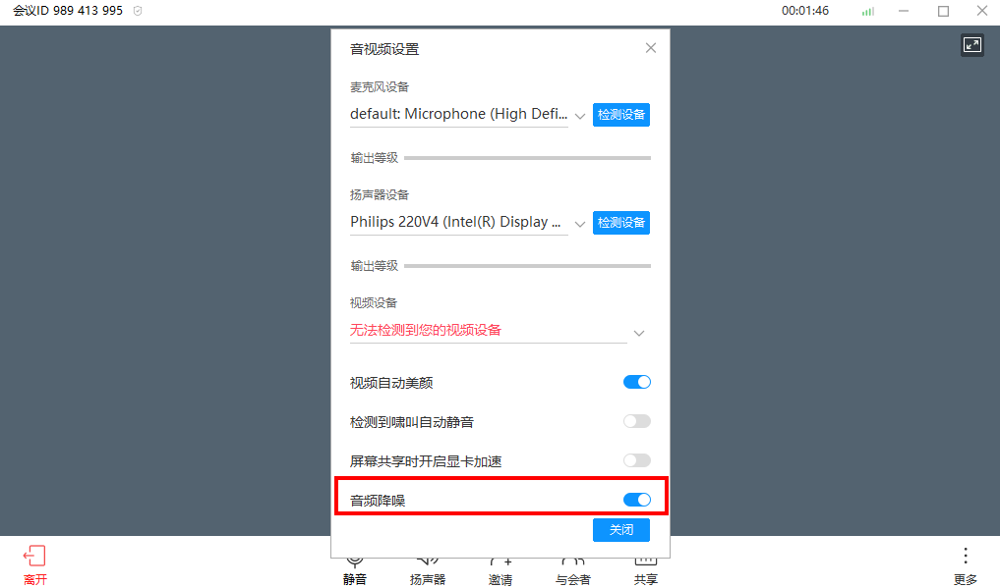 会议ID 989 413 995
00:01:46
音视频设置
麦克风设备
default: Microphone (High Defi...
检测设备
输出等级
扬声器设备
Philips 220V4 (Intel(R) Display ...
检测设备
输出等级
视频设备
无法检测到您的视频设备
视频自动美颜
检测到啸叫自动静音
屏幕共享时开启显卡加速
音频降噪
关闭
离开
静音
扬声器
邀请
与会者
共享
更多